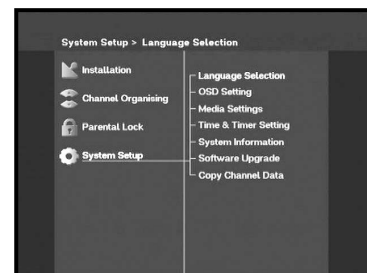 System Setup > Language Selection
Installation
Channel Organising
Parental Lock
System Setup
Language Selection
OSD Setting
Media Settings
Time & Timer Setting
System Information
Software Upgrade
Copy Channel Data